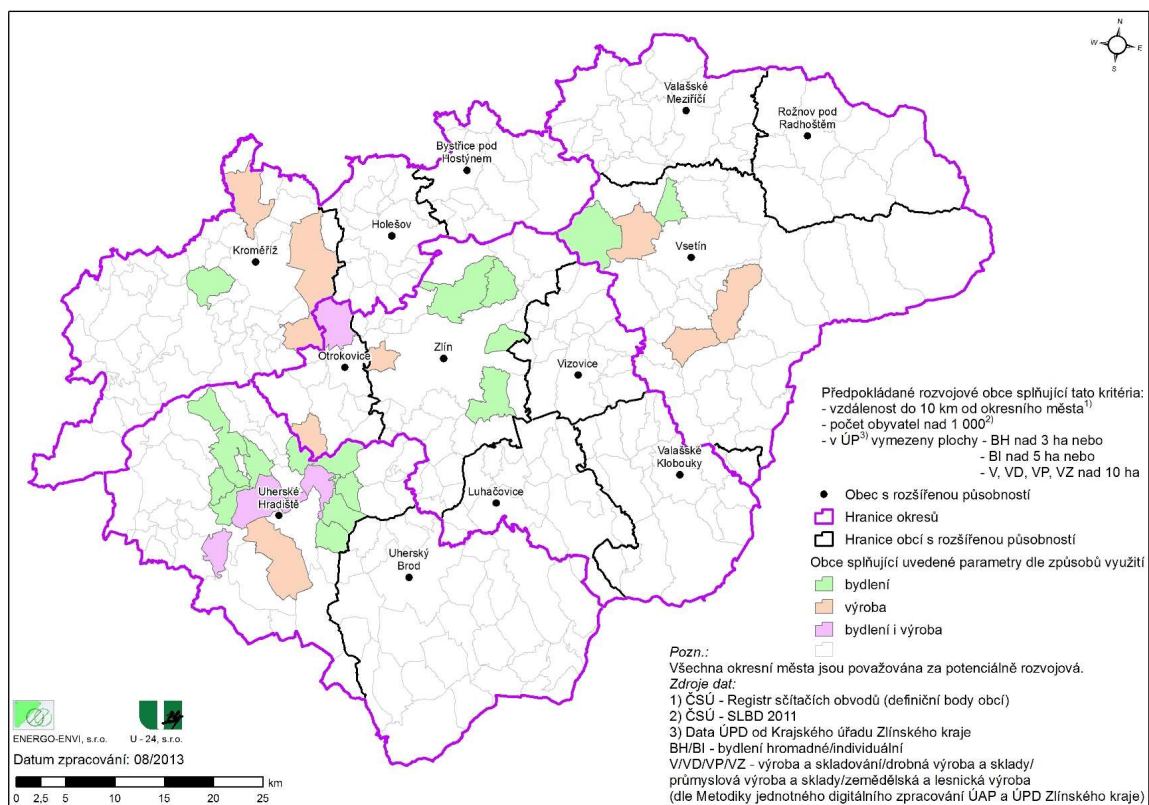 N
W
E
S
Valašské
Meziříčí
Rožnov pod
Radhoštěm
Bystřice pod
Hostýnem
Holešov
Kroměříž
Vsetín
Otrokovice
Zlín
Vizovice
Valašské
Klobouky
Luhačovice
Uherské
Hradiště
Uherský
Brod
Předpokládané rozvojové obce splňující tato kritéria:
- vzdálenost do 10 km od okresního města1)
- počet obyvatel nad 1 0002)
- v ÚP3) vymezeny plochy - BH nad 3 ha nebo
- BI nad 5 ha nebo
- V, VD, VP, VZ nad 10 ha
Obec s rozšířenou působností
Hranice okresů
Hranice obcí s rozšířenou působností
Obce splňující uvedené parametry dle způsobů využití
bydlení
výroba
bydlení i výroba
Pozn.:
Všechna okresní města jsou považována za potenciálně rozvojová.
Zdroje dat:
1) ČSÚ - Registr sčítačích obvodů (definiční body obcí)
2) ČSÚ - SLBD 2011
3) Data ÚPD od Krajského úřadu Zlínského kraje
BH/BI - bydlení hromadné/individuální
V/VD/VP/VZ - výroba a skladování/drobná výroba a sklady/
průmyslová výroba a sklady/zemědělská a lesnická výroba
(dle Metodiky jednotného digitálního zpracování ÚAP a ÚPD Zlínského kraje)
ENERGO-ENVI, s.r.o. U - 24, s.r.o.
Datum zpracování: 08/2013
km
0 2,5 5 10 15 20 25